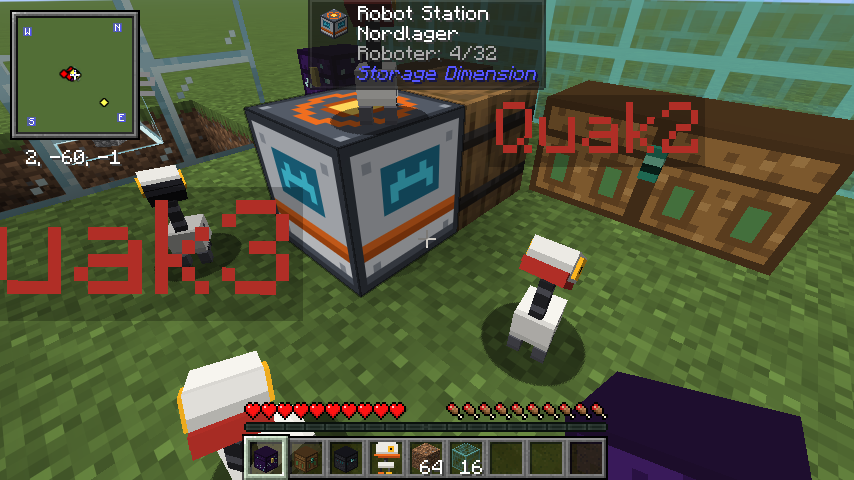 Robot Station
Nordlager
Roboter: 4/32
Storage Dimension
W
N
S
E
2, -60, -1
Quak2
uak3
64
16